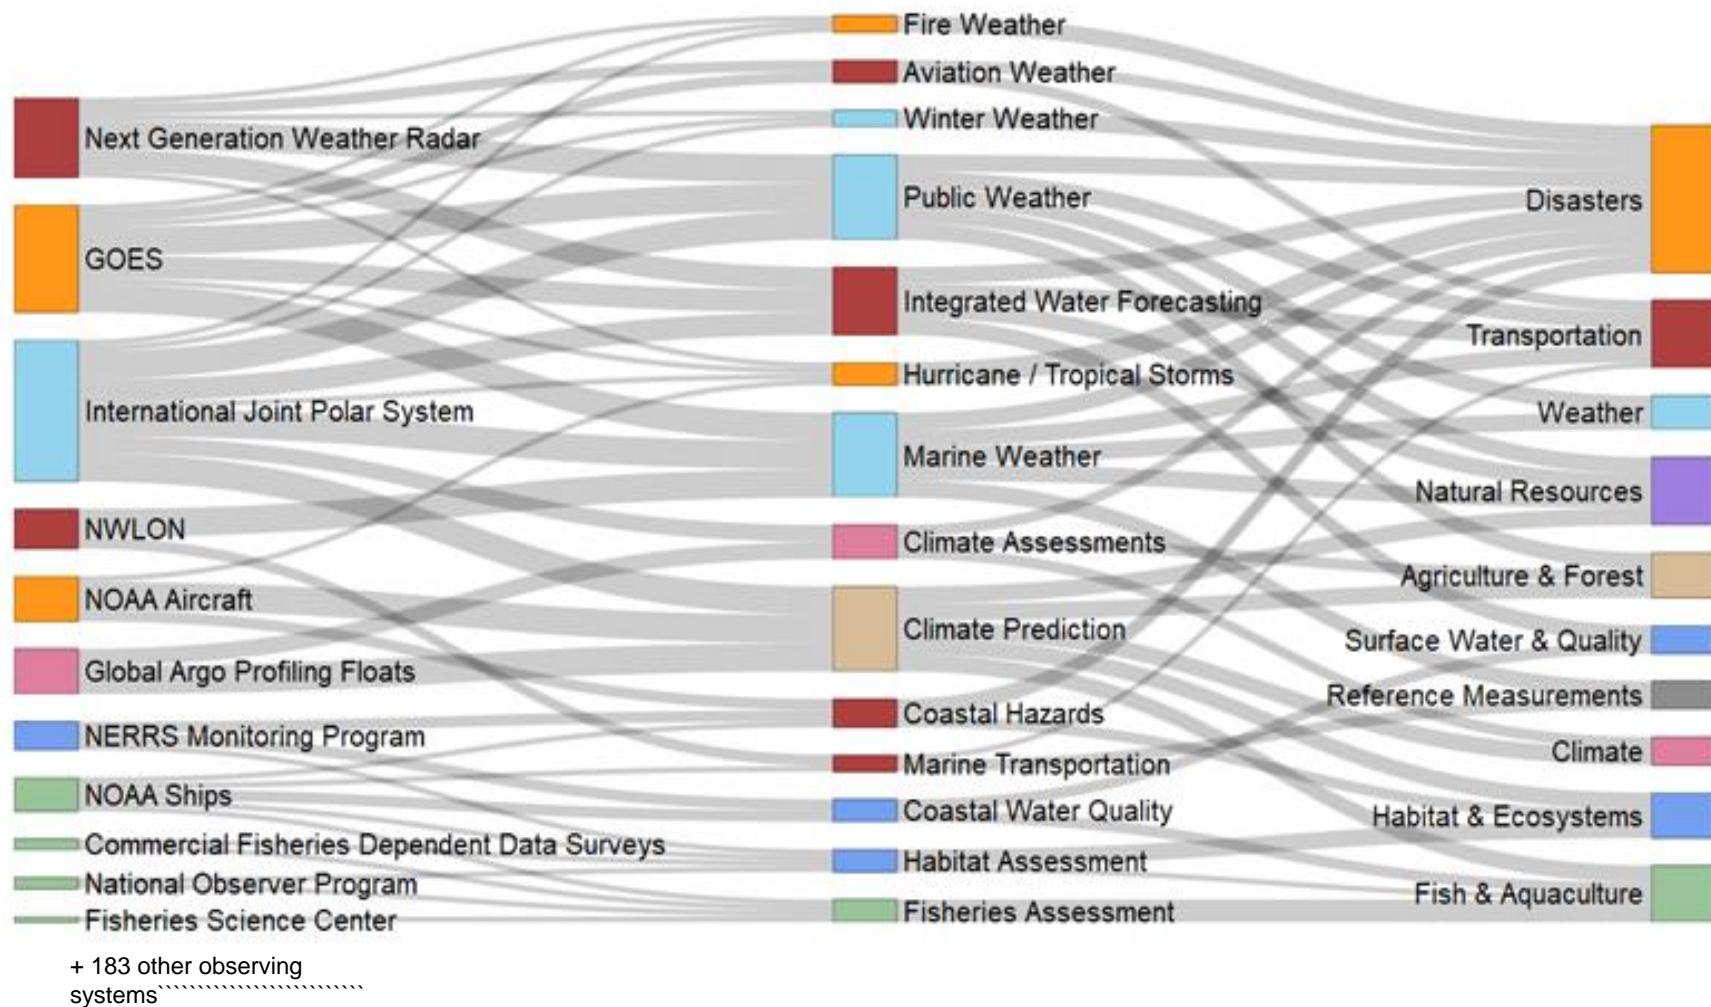 Next Generation Weather Radar
GOES
International Joint Polar System
NWLON
NOAA Aircraft
Global Argo Profiling Floats
NERRS Monitoring Program
NOAA Ships
Commercial Fisheries Dependent Data Surveys
National Observer Program
Fisheries Science Center
+ 183 other observing
systems`````````````````````````
Fire Weather
Aviation Weather
Winter Weather
Public Weather
Integrated Water Forecasting
Hurricane / Tropical Storms
Marine Weather
Climate Assessments
Climate Prediction
Coastal Hazards
Marine Transportation
Coastal Water Quality
Habitat Assessment
Fisheries Assessment
Disasters
Transportation
Weather
Natural Resources
Agriculture & Forest
Surface Water & Quality
Reference Measurements
Climate
Habitat & Ecosystems
Fish & Aquaculture